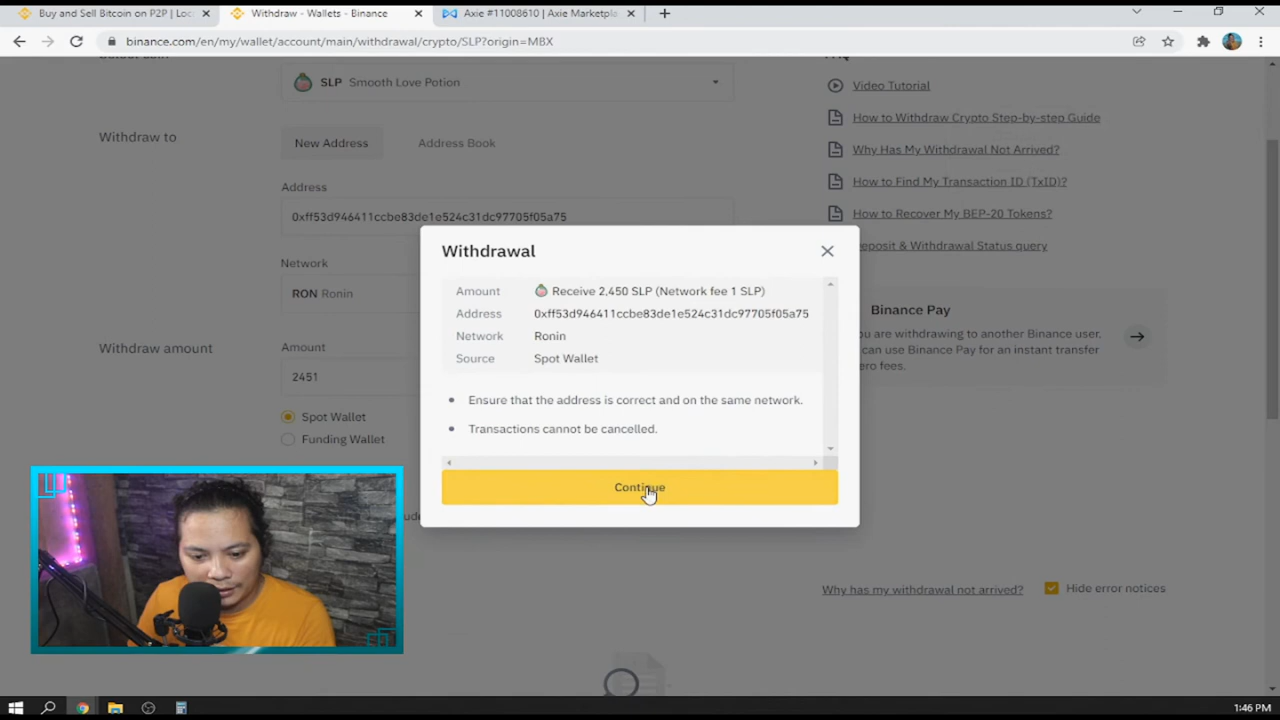 Buy and Sell Bitcoin on P2P | Loc
Withdraw - Wallets - Binance
Axie #11008610 | Axie Marketpla
binance.com/en/my/wallet/account/main/withdrawal/crypto/SLP?origin=MBX
SLP Smooth Love Potion
Video Tutorial
How to Withdraw Crypto Step-by-step Guide
Withdraw to
New Address
Address Book
Why Has My Withdrawal Not Arrived?
How to Find My Transaction ID (TxID)?
Address
0xff53d946411ccbe83de1e524c31dc97705f05a75
How to Recover My BEP-20 Tokens?
eposit & Withdrawal Status query
Network
RON Ronin
Withdrawal
Amount Receive 2,450 SLP (Network fee 1 SLP)
Address 0xff53d946411ccbe83de1e524c31dc97705f05a75
Network Ronin
Source Spot Wallet
Ensure that the address is correct and on the same network.
Transactions cannot be cancelled.
Continue
Binance Pay
ou are withdrawing to another Binance user,
can use Binance Pay for an instant transfer
ero fees.
Withdraw amount
Amount
2451
Spot Wallet
Funding Wallet
Why has my withdrawal not arrived?
Hide error notices
1:46 PM